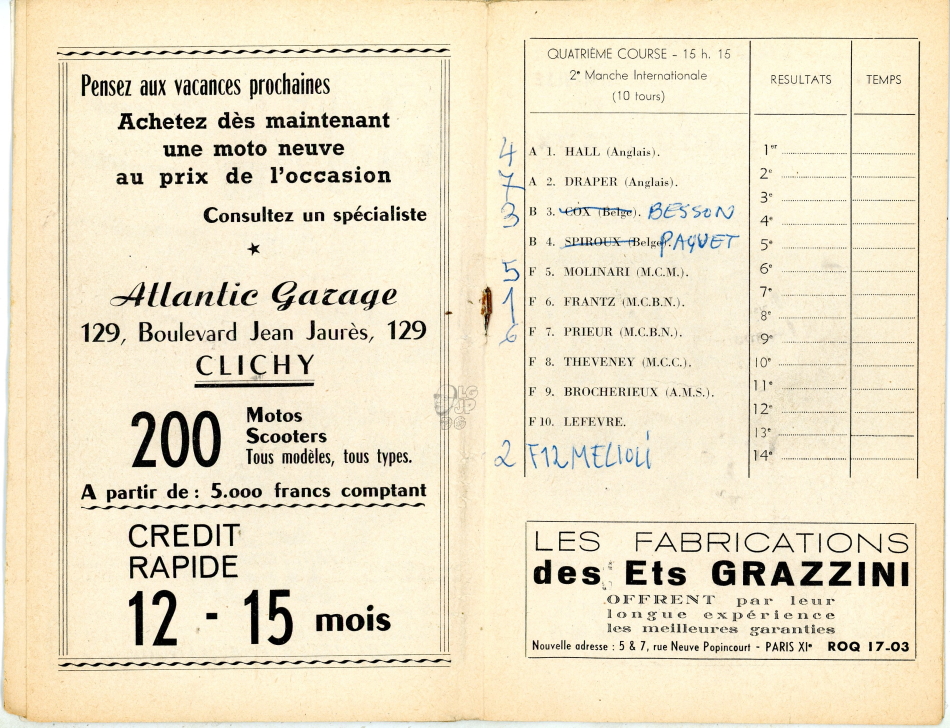 Pensez aux vacances prochaines
Achetez dès maintenant
une moto neuve
au prix de l'occasion
Consultez un spécialiste
Atlantic Garage
129, Boulevard Jean Jaurès, 129
CLICHY
200 Motos
Scooters
Tous modèles, tous types.
A partir de : 5.000 francs comptant
CREDIT
RAPIDE
12 - 15 mois
QUATRIÈME COURSE - 15 h. 15
2e Manche Internationale
(10 tours)
RESULTATS
TEMPS
4 A 1. HALL (Anglais).
7 A 2. DRAPER (Anglais).
3 B 3. COX (Belge). BESSON
B 4. SPIROUX (Belge). PAQUET
5 F 5. MOLINARI (M.C.M.).
1 F 6. FRANTZ (M.C.B.N.).
6 F 7. PRIEUR (M.C.B.N.).
F 8. THEVENEY (M.C.C.).
F 9. BROCHERIEUX (A.M.S.).
F 10. LEFEVRE.
2 F12 MELIOLI
1er
2e
3e
4e
5e
6e
7e
8e
9e
10e
11e
12e
13e
14e
LES FABRICATIONS
des Ets GRAZZINI
OFFRENT par leur
longue expérience
les meilleures garanties
Nouvelle adresse : 5 & 7, rue Neuve Popincourt - PARIS XIe ROQ 17-03